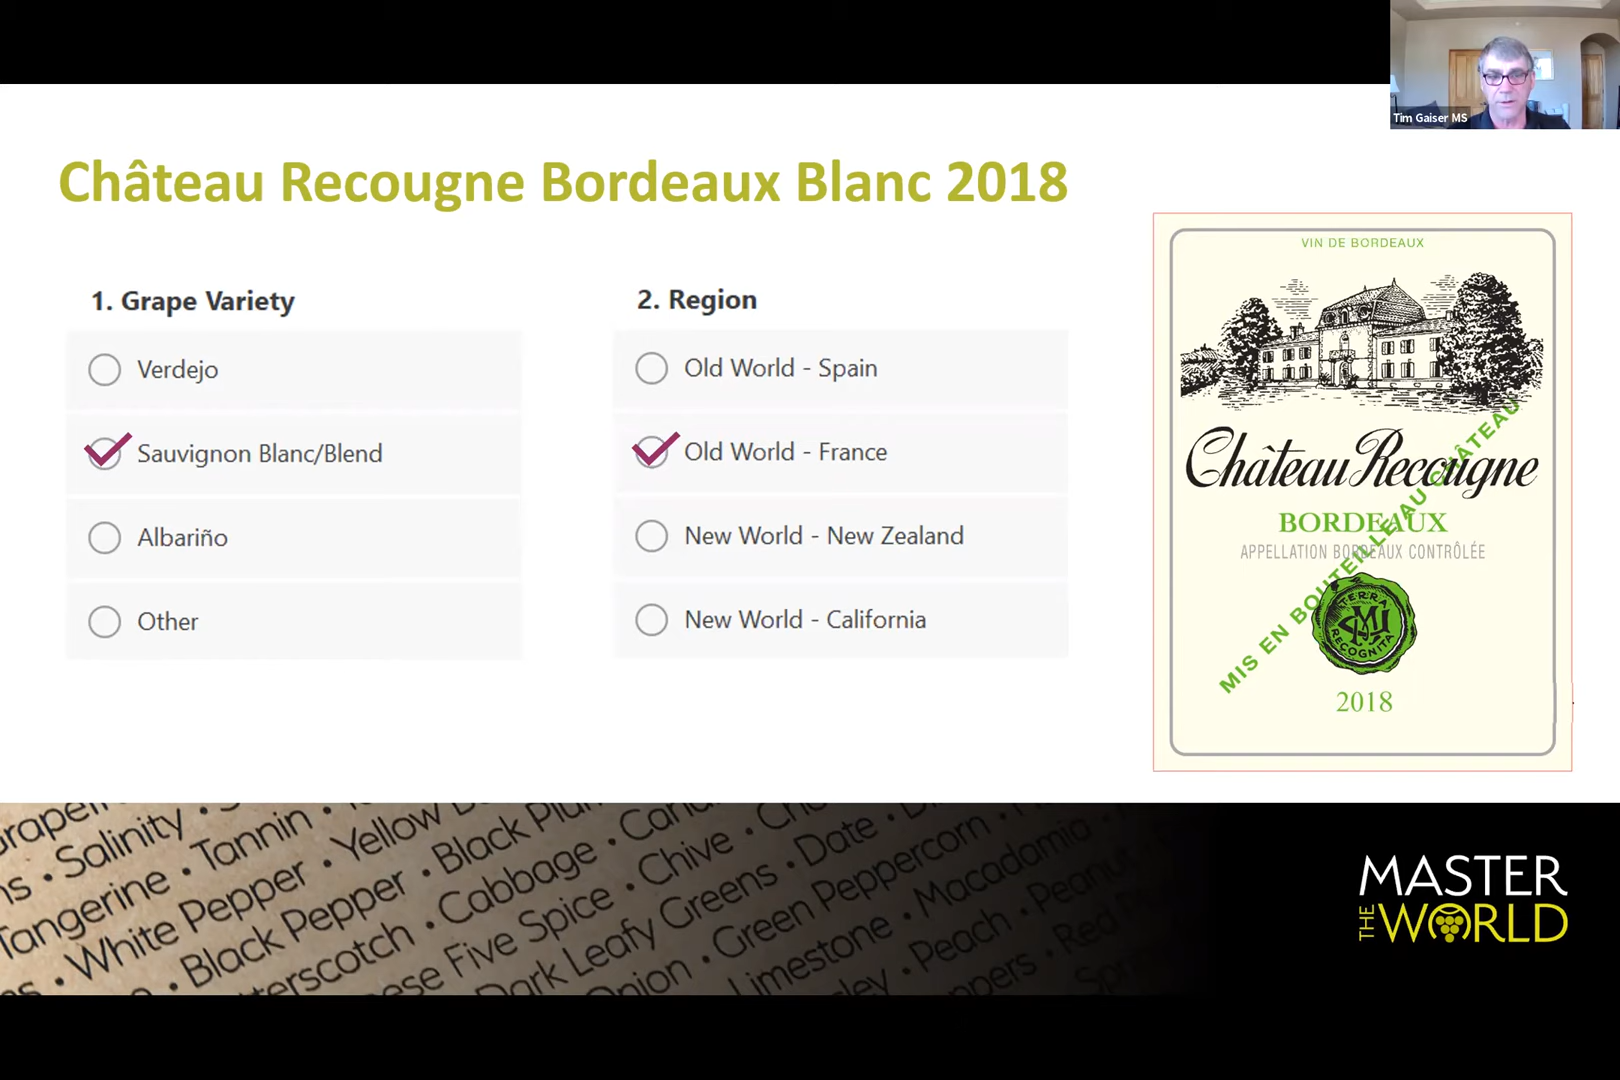 Tim Gaiser MS
Château Recougne Bordeaux Blanc 2018
1. Grape Variety
Verdejo
Sauvignon Blanc/Blend
Albariño
Other
2. Region
Old World - Spain
Old World - France
New World - New Zealand
New World - California
VIN DE BORDEAUX
Château Recougne
BORDEAUX
APPELLATION BORDEAUX CONTRÔLÉE
MIS EN BOUTEILLE AU CHÂTEAU
TERRA
RECOGNITA
2018
Salinity •
Tangerine • Tannin •
• White Pepper • Yellow
• Black Pepper • Black Plum
• Cabbage •
Five Spice • Chive •
Dark Leafy Greens • Date •
• Green Peppercorn •
Limestone • Macadamia •
• Peach • Peanut
• Red
MASTER
THE WORLD